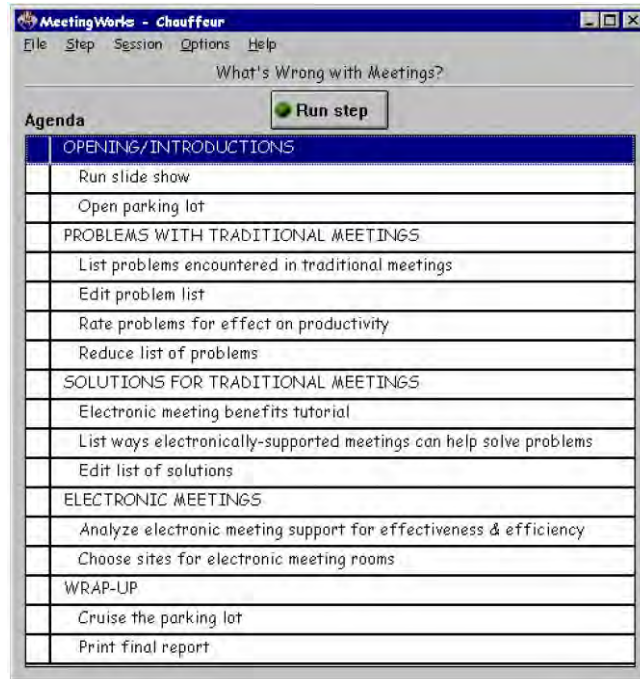 MeetingWorks - Chauffeur
File Step Session Options Help
What's Wrong with Meetings?
Agenda
Run step
OPENING/INTRODUCTIONS
Run slide show
Open parking lot
PROBLEMS WITH TRADITIONAL MEETINGS
List problems encountered in traditional meetings
Edit problem list
Rate problems for effect on productivity
Reduce list of problems
SOLUTIONS FOR TRADITIONAL MEETINGS
Electronic meeting benefits tutorial
List ways electronically-supported meetings can help solve problems
Edit list of solutions
ELECTRONIC MEETINGS
Analyze electronic meeting support for effectiveness & efficiency
Choose sites for electronic meeting rooms
WRAP-UP
Cruise the parking lot
Print final report